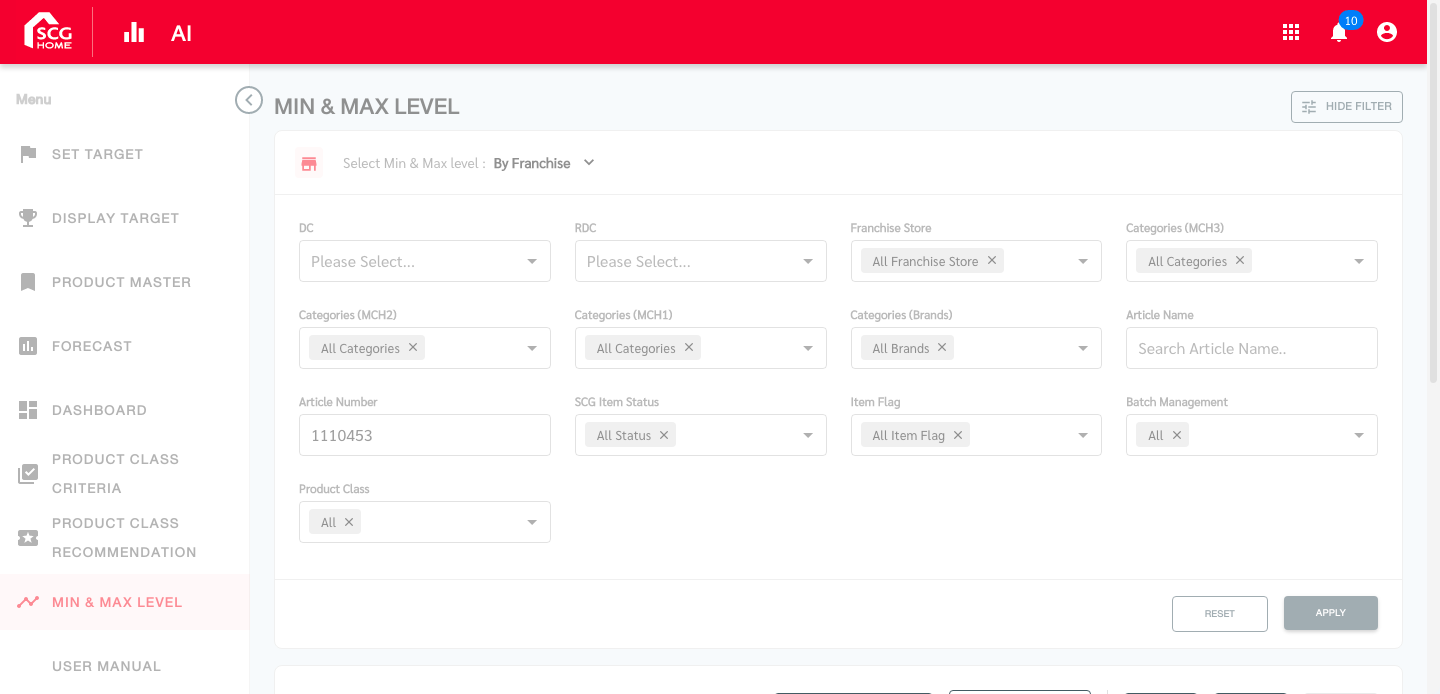 SCG
HOME
AI
10
Menu
MIN & MAX LEVEL
HIDE FILTER
SET TARGET
DISPLAY TARGET
PRODUCT MASTER
FORECAST
DASHBOARD
PRODUCT CLASS
CRITERIA
PRODUCT CLASS
RECOMMENDATION
MIN & MAX LEVEL
USER MANUAL
Select Min & Max level : By Franchise
DC
RDC
Franchise Store
Categories (MCH3)
Please Select...
Please Select...
All Franchise Store
All Categories
Categories (MCH2)
Categories (MCH1)
Categories (Brands)
Article Name
All Categories
All Categories
All Brands
Search Article Name..
Article Number
SCG Item Status
Item Flag
Batch Management
1110453
All Status
All Item Flag
All
Product Class
All
RESET
APPLY